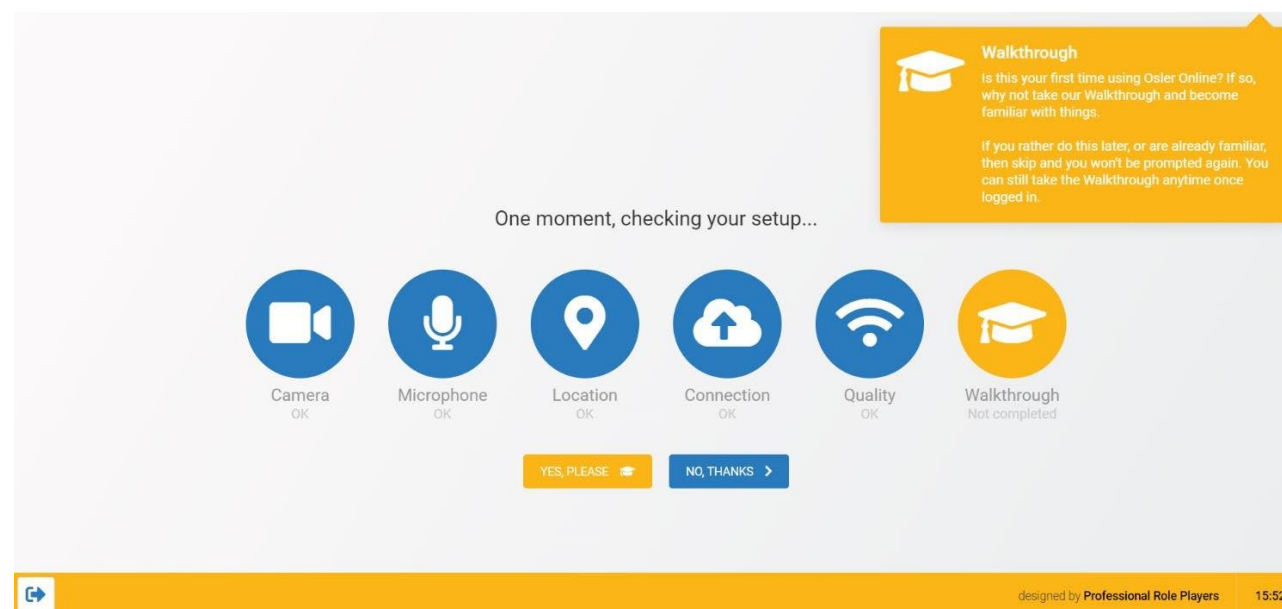 Walkthrough
Is this your first time using Osler Online? If so,
why not take our Walkthrough and become
familiar with things.
If you rather do this later, or are already familiar,
then skip and you won't be prompted again. You
can still take the Walkthrough anytime once
logged in.
One moment, checking your setup...
Camera
OK
Microphone
OK
Location
OK
Connection
OK
Quality
OK
Walkthrough
Not completed
YES, PLEASE
NO, THANKS
designed by Professional Role Players
15:52